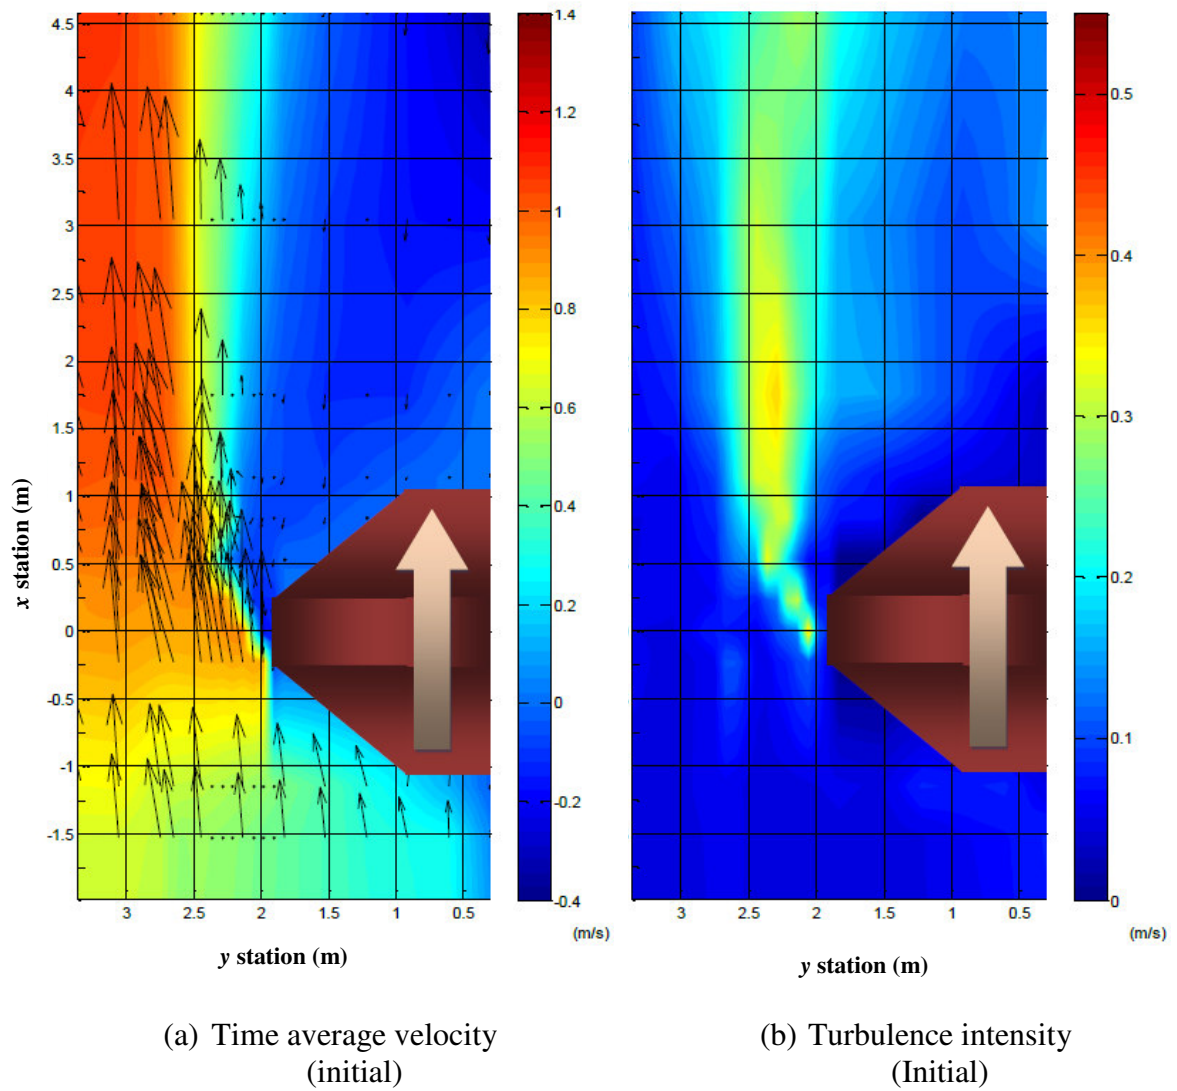 4.5
4
3.5
3
2.5
2
1.5
1
0.5
0
-0.5
-1
-1.5
x station (m)
3 2.5 2 1.5 1 0.5
y station (m)
1.4
1.2
1
0.8
0.6
0.4
0.2
0
-0.2
-0.4
(m/s)
3 2.5 2 1.5 1 0.5
y station (m)
0.5
0.4
0.3
0.2
0.1
0
(m/s)
(a) Time average velocity
(initial)
(b) Turbulence intensity
(Initial)